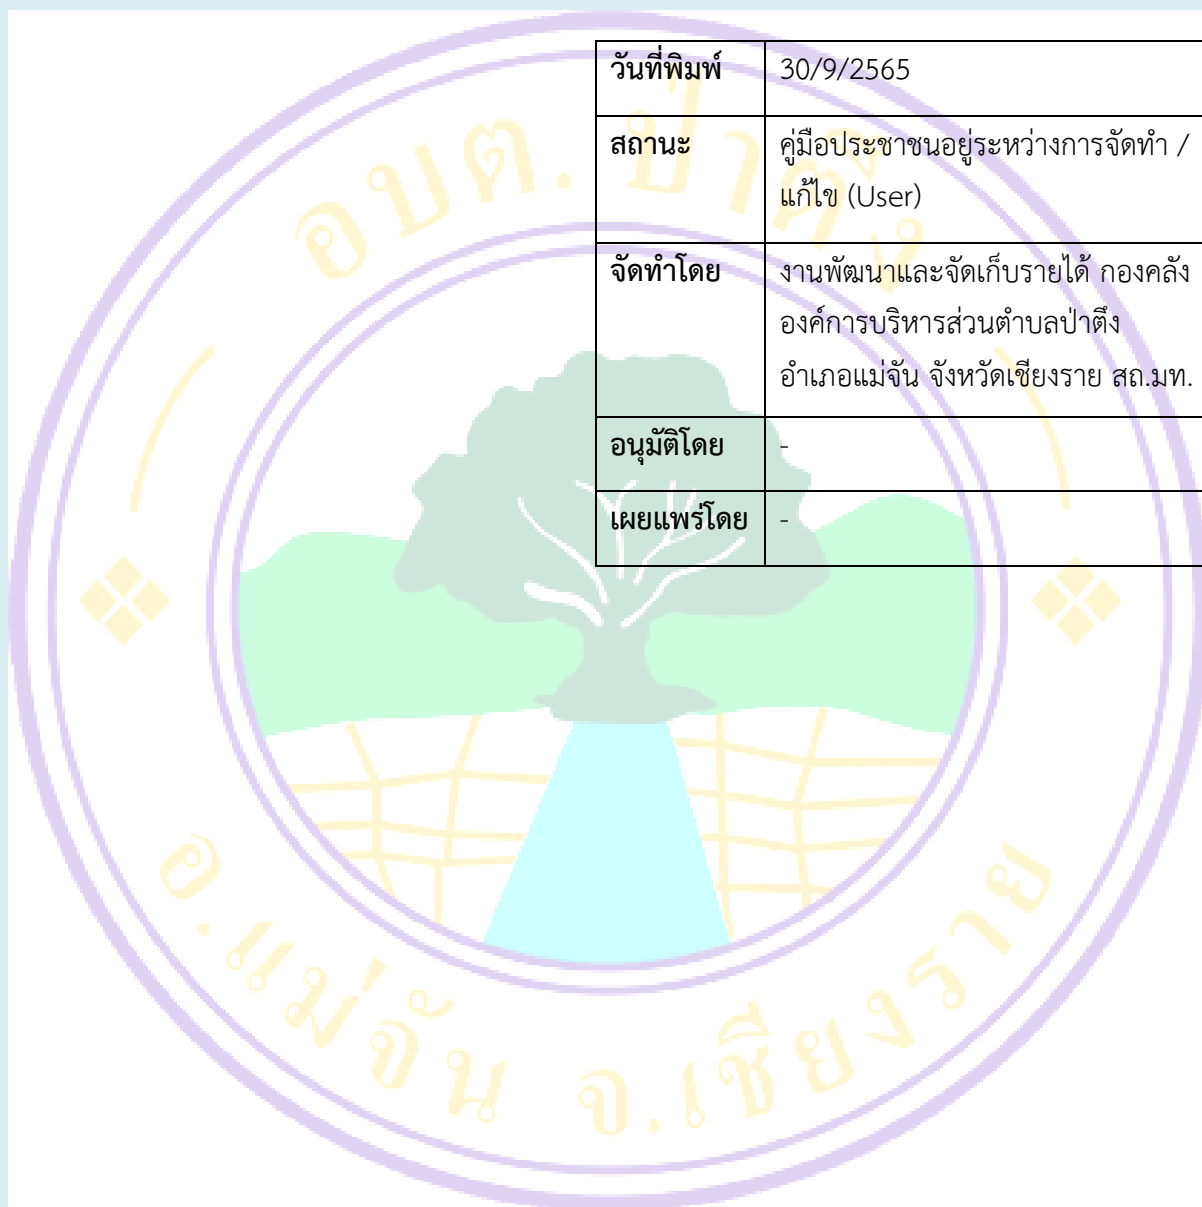 วันที่พิมพ์ 30/9/2565
สถานะ คู่มือประชาชนอยู่ระหว่างการจัดทำ /
แก้ไข (User)
จัดทำโดย งานพัฒนาและจัดเก็บรายได้ กองคลัง
องค์การบริหารส่วนตำบลป่าตึง
อำเภอแม่จัน จังหวัดเชียงราย สถ.มท.
อนุมัติโดย -
เผยแพร่โดย -
อบต. ป่าตึง
อ.แม่จัน จ.เชียงราย